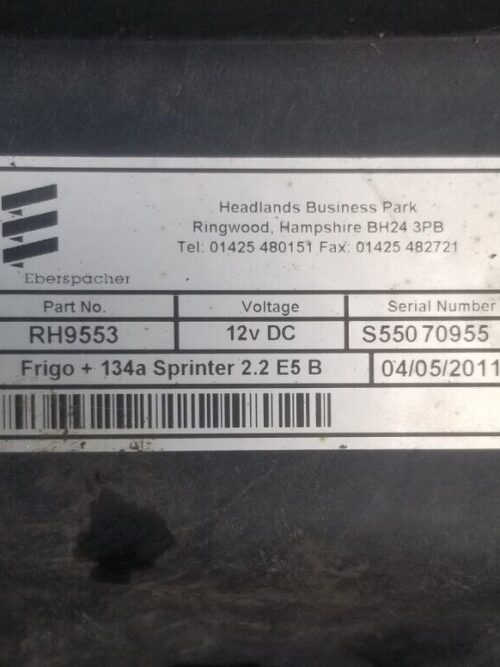 Headlands Business Park
Ringwood, Hampshire BH24 3PB
Tel: 01425 480151 Fax: 01425 482721
Eberspächer
Part No. Voltage Serial Number
RH9553 12v DC S55070955
Frigo + 134a Sprinter 2.2 E5 B 04/05/2011